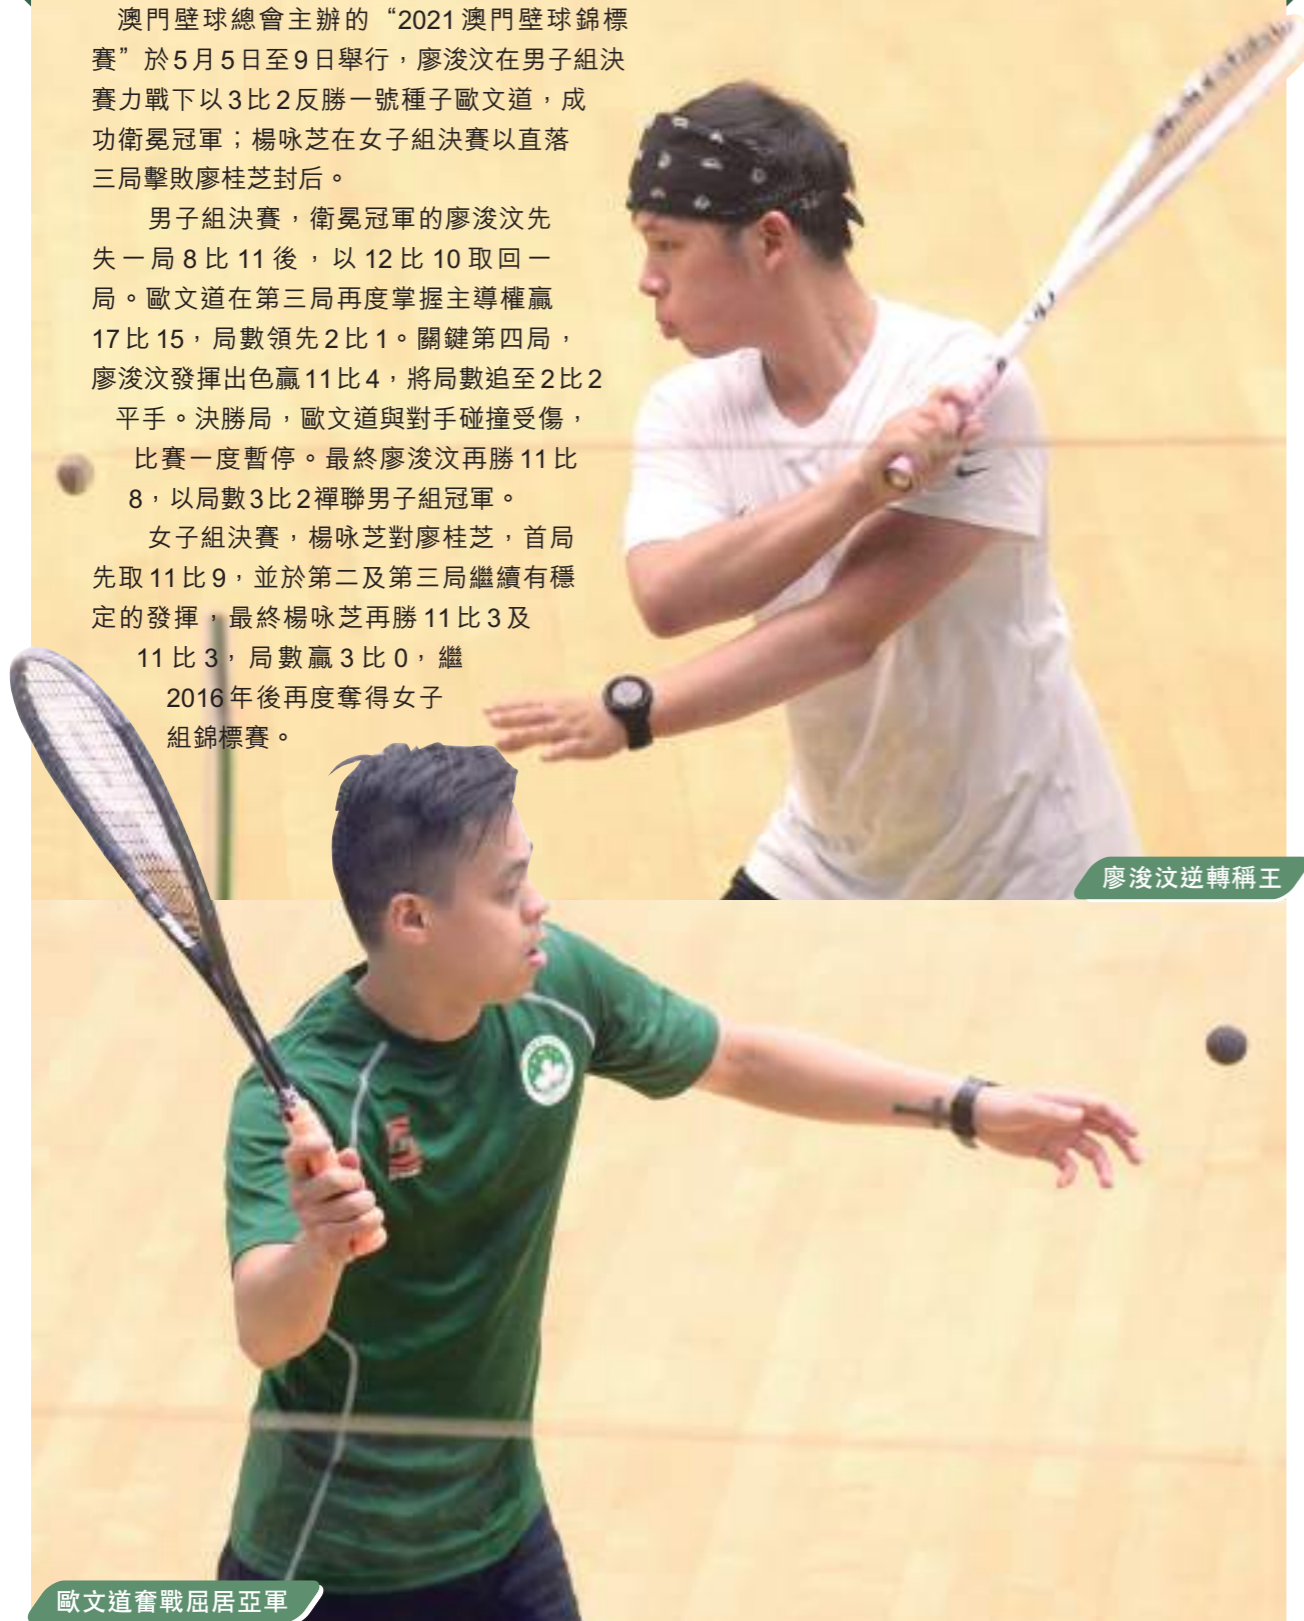 澳門壁球總會主辦的“2021澳門壁球錦標
賽”於5月5日至9日舉行，廖浚汶在男子組決
賽力戰下以3比2反勝一號種子歐文道，成
功衛冕冠軍；楊咏芝在女子組決賽以直落
三局擊敗廖桂芝封后。
男子組決賽，衛冕冠軍的廖浚汶先
失一局8比11後，以12比10取回一
局。歐文道在第三局再度掌握主導權贏
17比15，局數領先2比1。關鍵第四局，
廖浚汶發揮出色贏11比4，將局數追至2比2
平手。決勝局，歐文道與對手碰撞受傷，
比賽一度暫停。最終廖浚汶再勝11比
8，以局數3比2禪聯男子組冠軍。
女子組決賽，楊咏芝對廖桂芝，首局
先取11比9，並於第二及第三局繼續有穩
定的發揮，最終楊咏芝再勝11比3及
11比3，局數贏3比0，繼
2016年後再度奪得女子
組錦標賽。
廖浚汶逆轉稱王
歐文道奮戰屈居亞軍